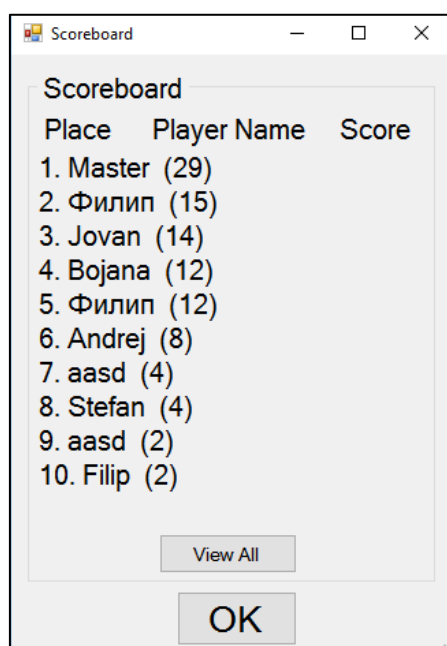 Scoreboard
Scoreboard
Place Player Name Score
1. Master (29)
2. Филип (15)
3. Jovan (14)
4. Bojana (12)
5. Филип (12)
6. Andrej (8)
7. aasd (4)
8. Stefan (4)
9. aasd (2)
10. Filip (2)
View All
OK